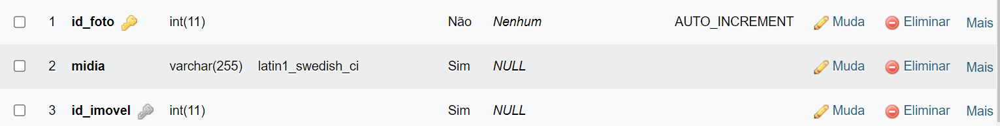 1 id_foto int(11) Não Nenhum AUTO_INCREMENT Muda Eliminar Mais
2 midia varchar(255) latin1_swedish_ci Sim NULL Muda Eliminar Mais
3 id_imovel int(11) Sim NULL Muda Eliminar Mais